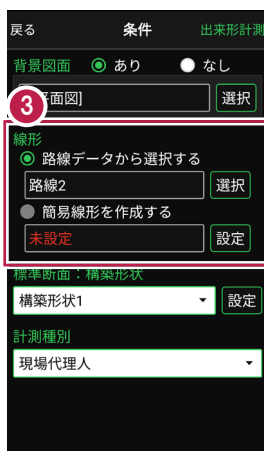 戻る 条件 出来形計測
背景図面 あり なし
3
面図] 選択
線形
路線データから選択する
路線2 選択
簡易線形を作成する
未設定 設定
標準断面:構築形状
構築形状1 設定
計測種別
現場代理人